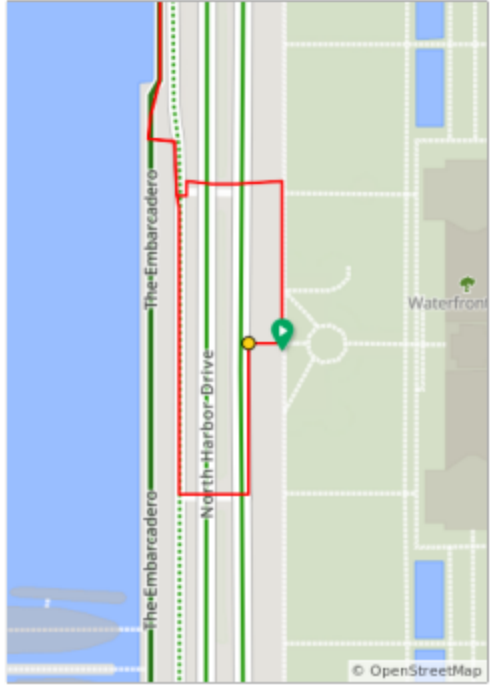 The Embarcadero
Waterfront
North Harbor Drive
The Embarcadero
© OpenStreetMap